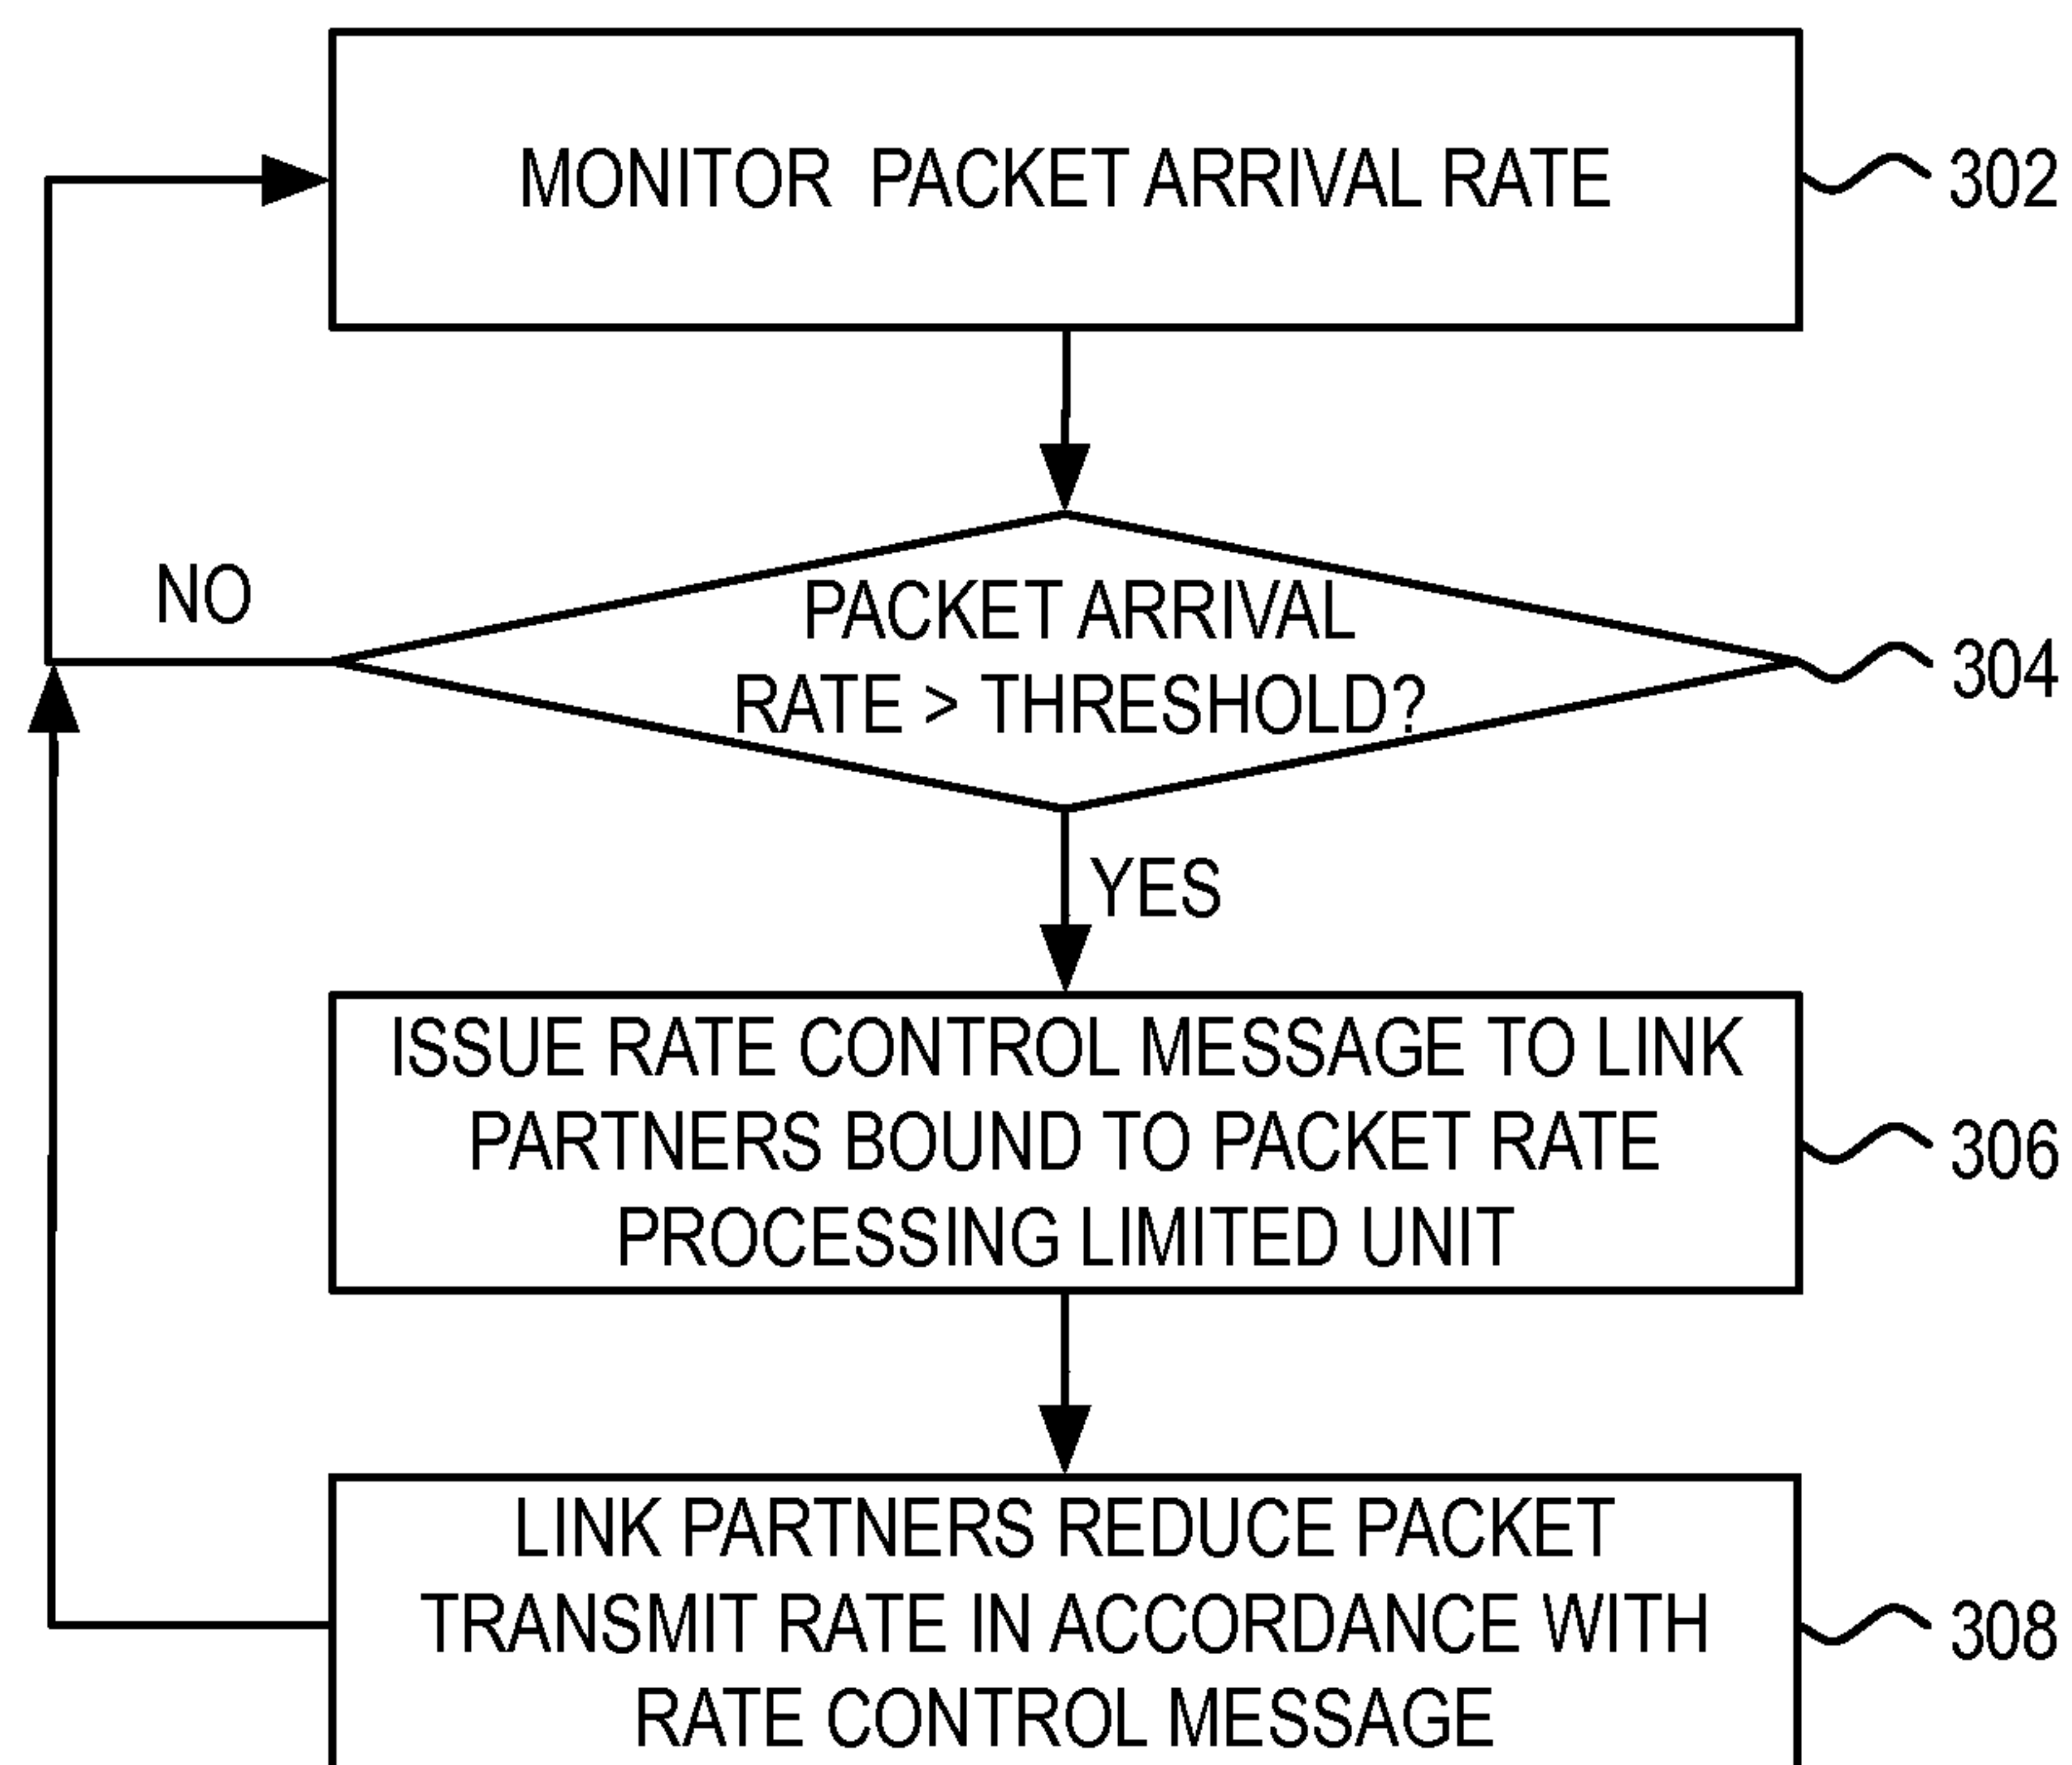 MONITOR PACKET ARRIVAL RATE
302
NO
PACKET ARRIVAL
RATE > THRESHOLD?
304
YES
ISSUE RATE CONTROL MESSAGE TO LINK
PARTNERS BOUND TO PACKET RATE
PROCESSING LIMITED UNIT
306
LINK PARTNERS REDUCE PACKET
TRANSMIT RATE IN ACCORDANCE WITH
RATE CONTROL MESSAGE
308